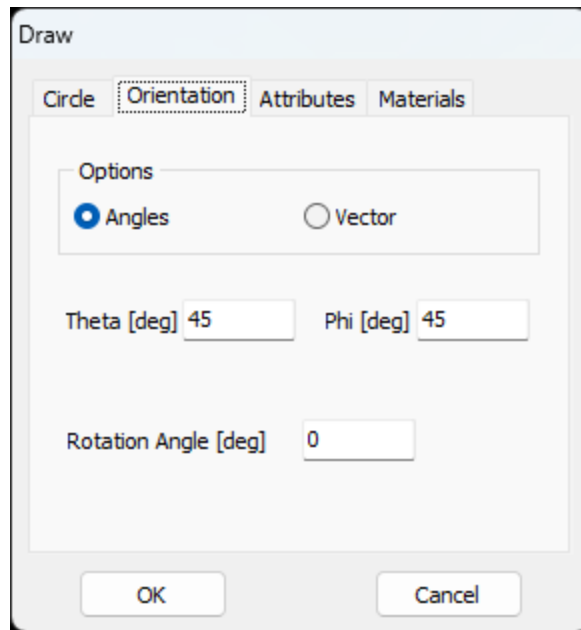 Draw
Circle Orientation Attributes Materials
Options
Angles Vector
Theta [deg] 45 Phi [deg] 45
Rotation Angle [deg] 0
OK Cancel